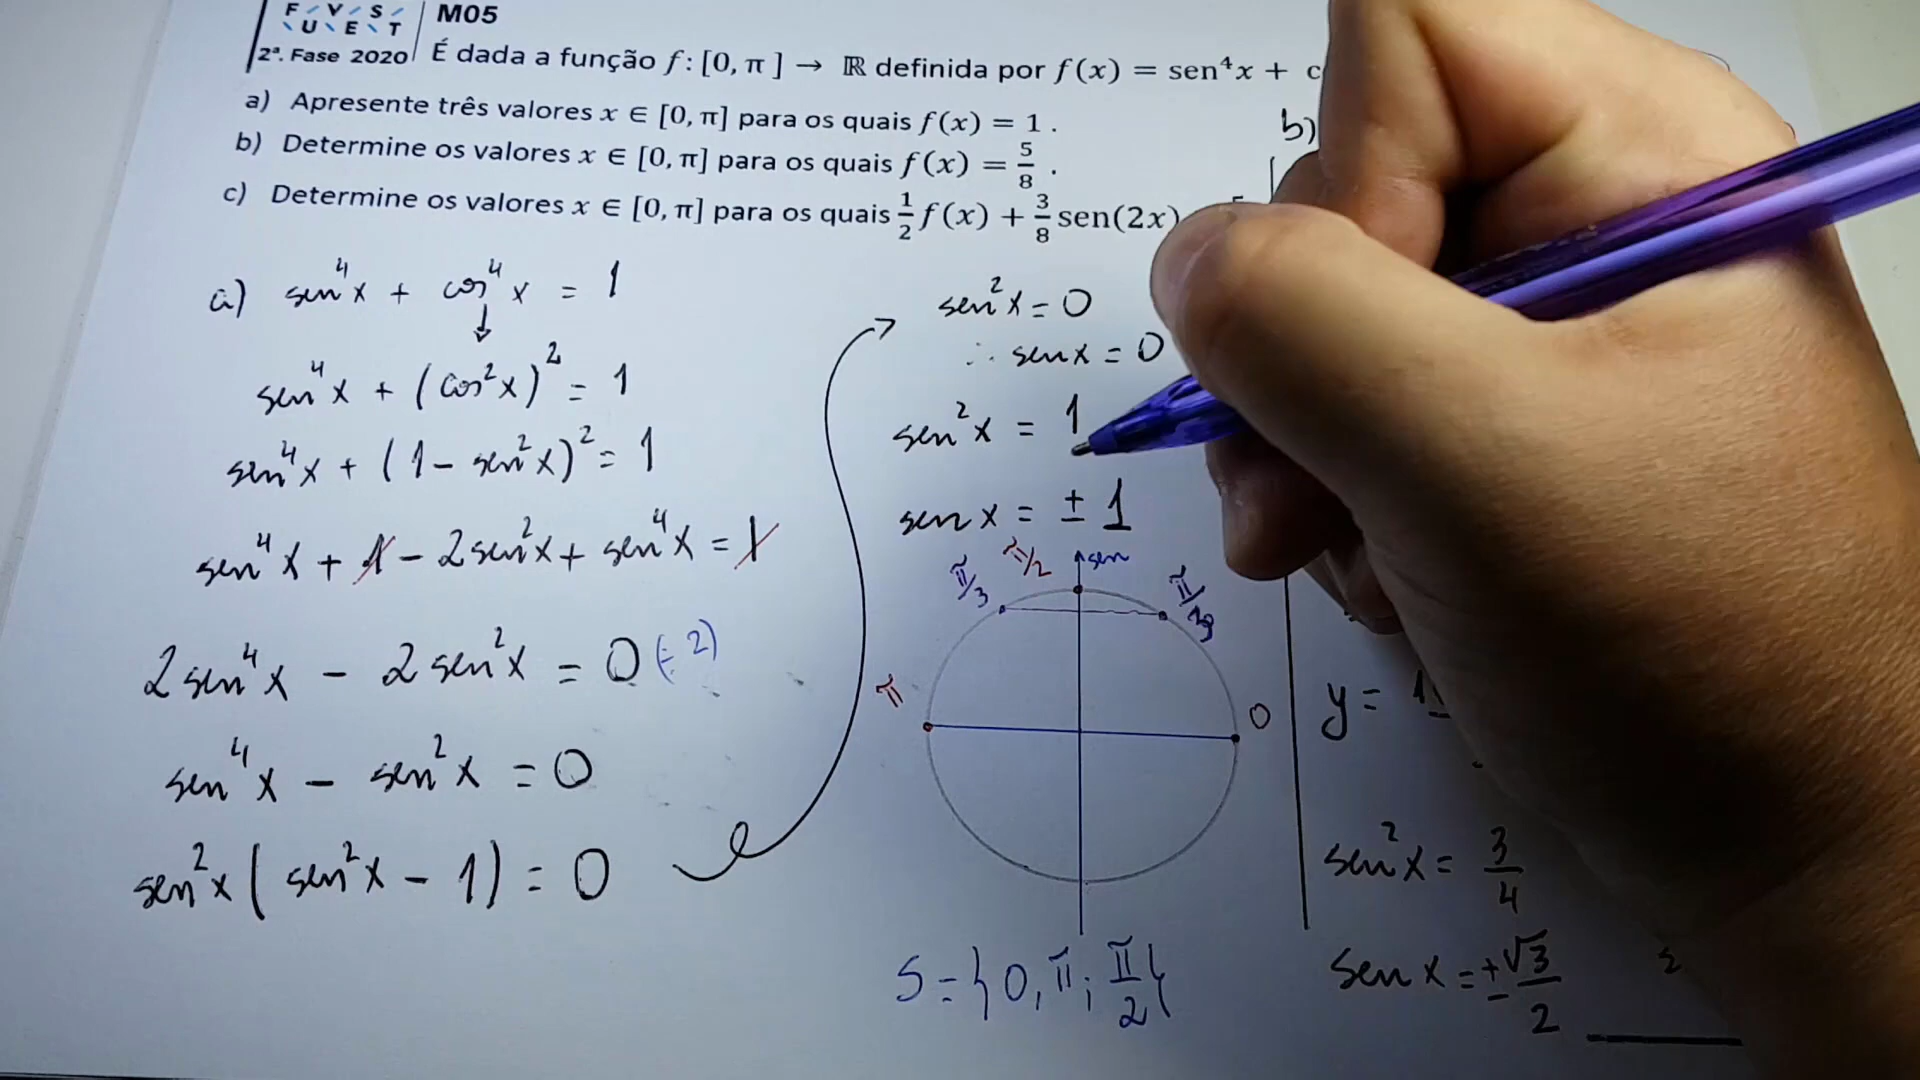 FUVEST
M05
2ª. Fase 2020
É dada a função f: [0, π] → ℝ definida por f(x) = sen⁴x + c
a) Apresente três valores x ∈ [0, π] para os quais f(x) = 1.
b) Determine os valores x ∈ [0, π] para os quais f(x) = 5/8.
c) Determine os valores x ∈ [0, π] para os quais 1/2 f(x) + 3/8 sen(2x)
a) sen⁴x + cos⁴x = 1
↓
sen⁴x + (cos²x)² = 1
sen⁴x + (1 - sen²x)² = 1
sen⁴x + 1 - 2sen²x + sen⁴x = 1
2sen⁴x - 2sen²x = 0 (÷2)
sen⁴x - sen²x = 0
sen²x (sen²x - 1) = 0
sen²x = 0
∴ sen x = 0
sen²x = 1
sen x = ± 1
sen
π/2
π/3
π
0
S = {0, π; π/2}
b)
y = 1
sen²x = 3/4
sen x = ±√3/2